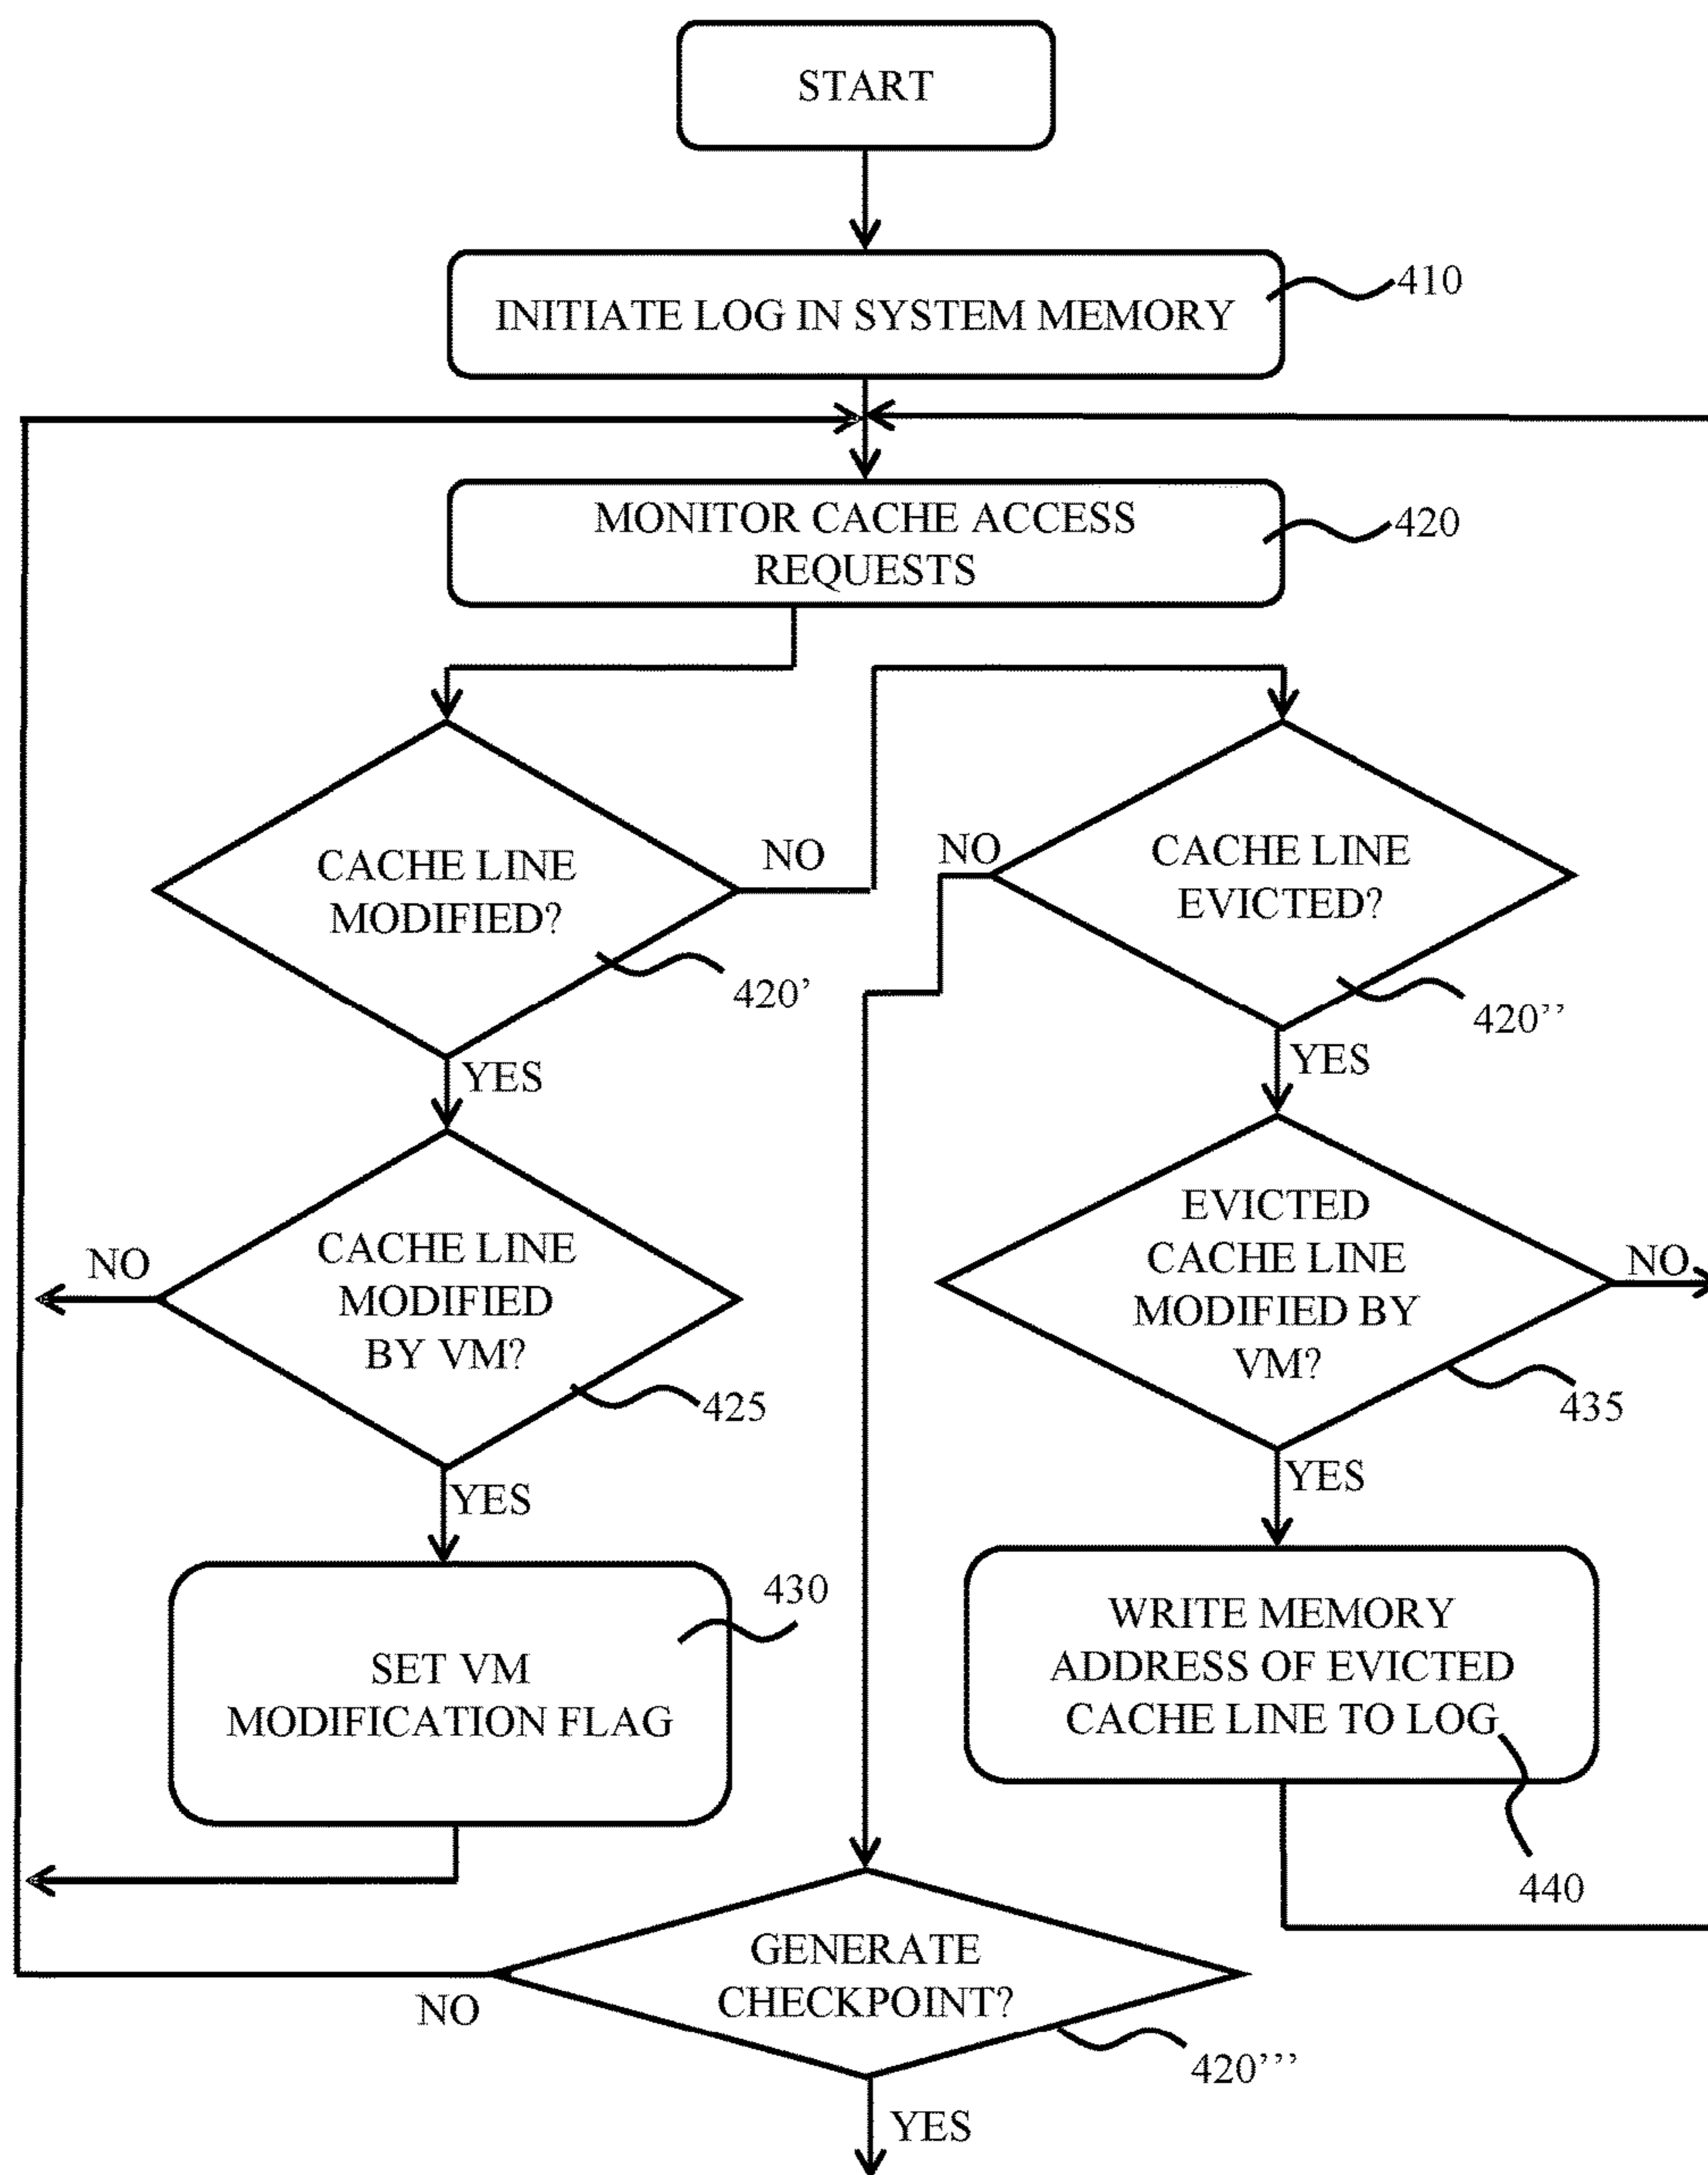 START
INITIATE LOG IN SYSTEM MEMORY
410
MONITOR CACHE ACCESS
REQUESTS
420
CACHE LINE
MODIFIED?
NO
420’
NO
CACHE LINE
EVICTED?
420’’
YES
YES
NO
CACHE LINE
MODIFIED
BY VM?
425
EVICTED
CACHE LINE
MODIFIED BY
VM?
NO
435
YES
YES
SET VM
MODIFICATION FLAG
430
WRITE MEMORY
ADDRESS OF EVICTED
CACHE LINE TO LOG
440
GENERATE
CHECKPOINT?
NO
420’’’
YES